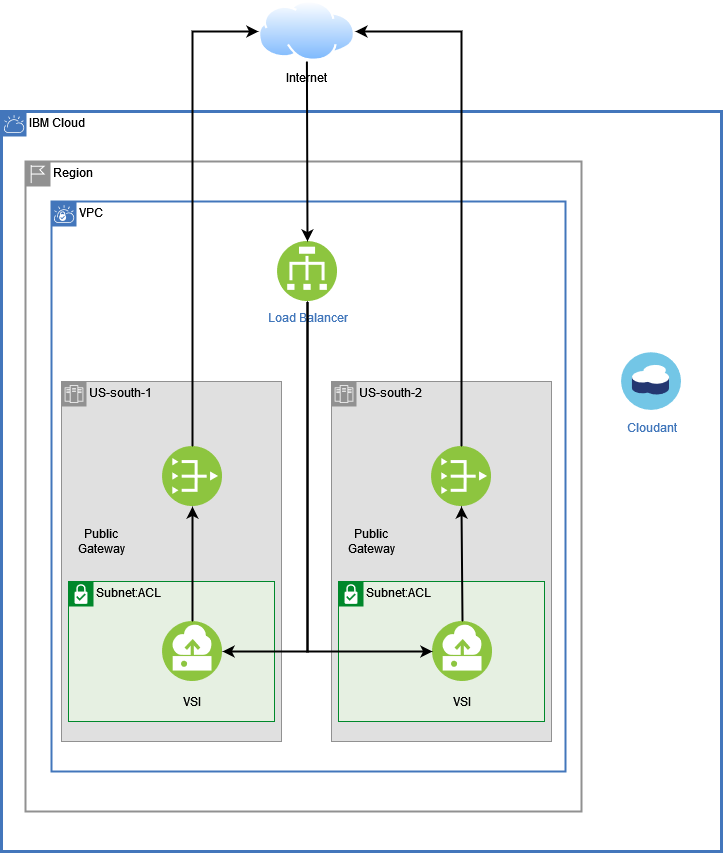 Internet
IBM Cloud
Region
VPC
Load Balancer
US-south-1
US-south-2
Cloudant
Public
Gateway
Public
Gateway
Subnet:ACL
Subnet:ACL
VSI
VSI